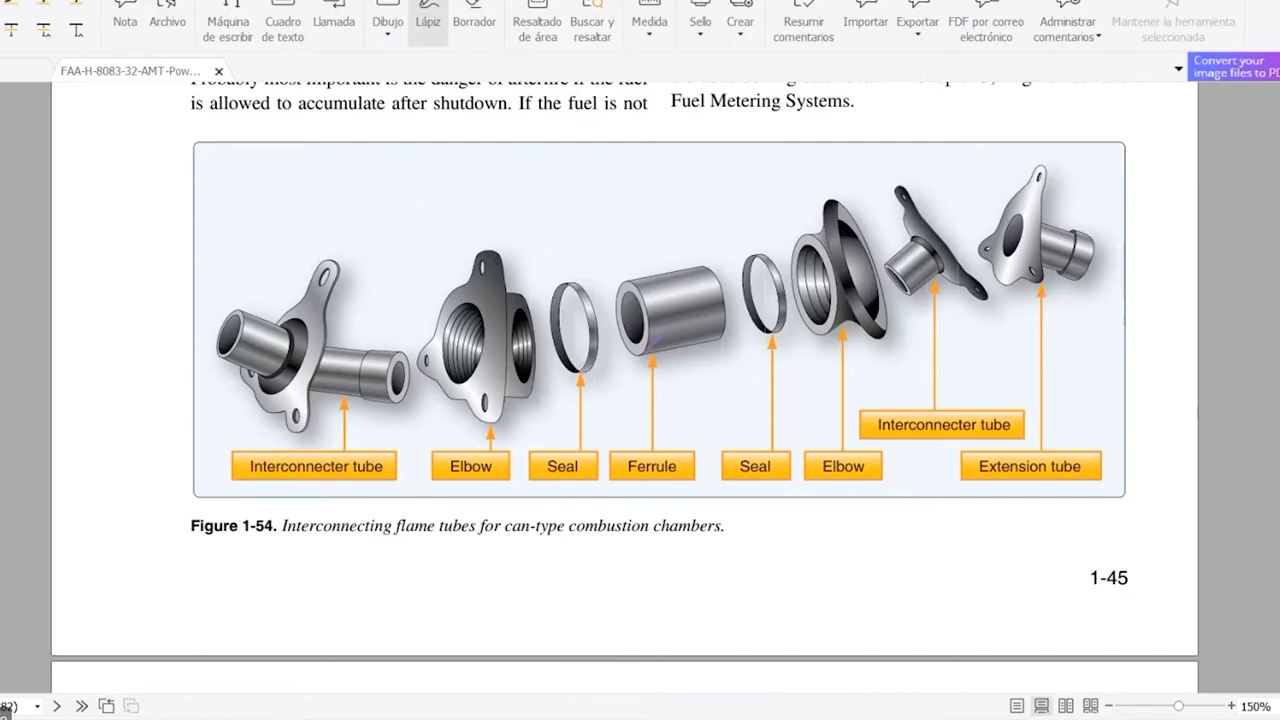 Nota Archivo Máquina de escribir Cuadro de texto Llamada Dibujo Lápiz Borrador Resaltado de área Buscar y resaltar Medida Sello Crear Resumir comentarios Importar Exportar FDF por correo electrónico Administrar comentarios Mantener la herramienta seleccionada
FAA-H-8083-32-AMT-Pow...
Convert your
image files to PD
is allowed to accumulate after shutdown. If the fuel is not
Fuel Metering Systems.
Interconnecter tube
Elbow
Seal
Ferrule
Seal
Elbow
Interconnecter tube
Extension tube
Figure 1-54. Interconnecting flame tubes for can-type combustion chambers.
1-45
82)
150%